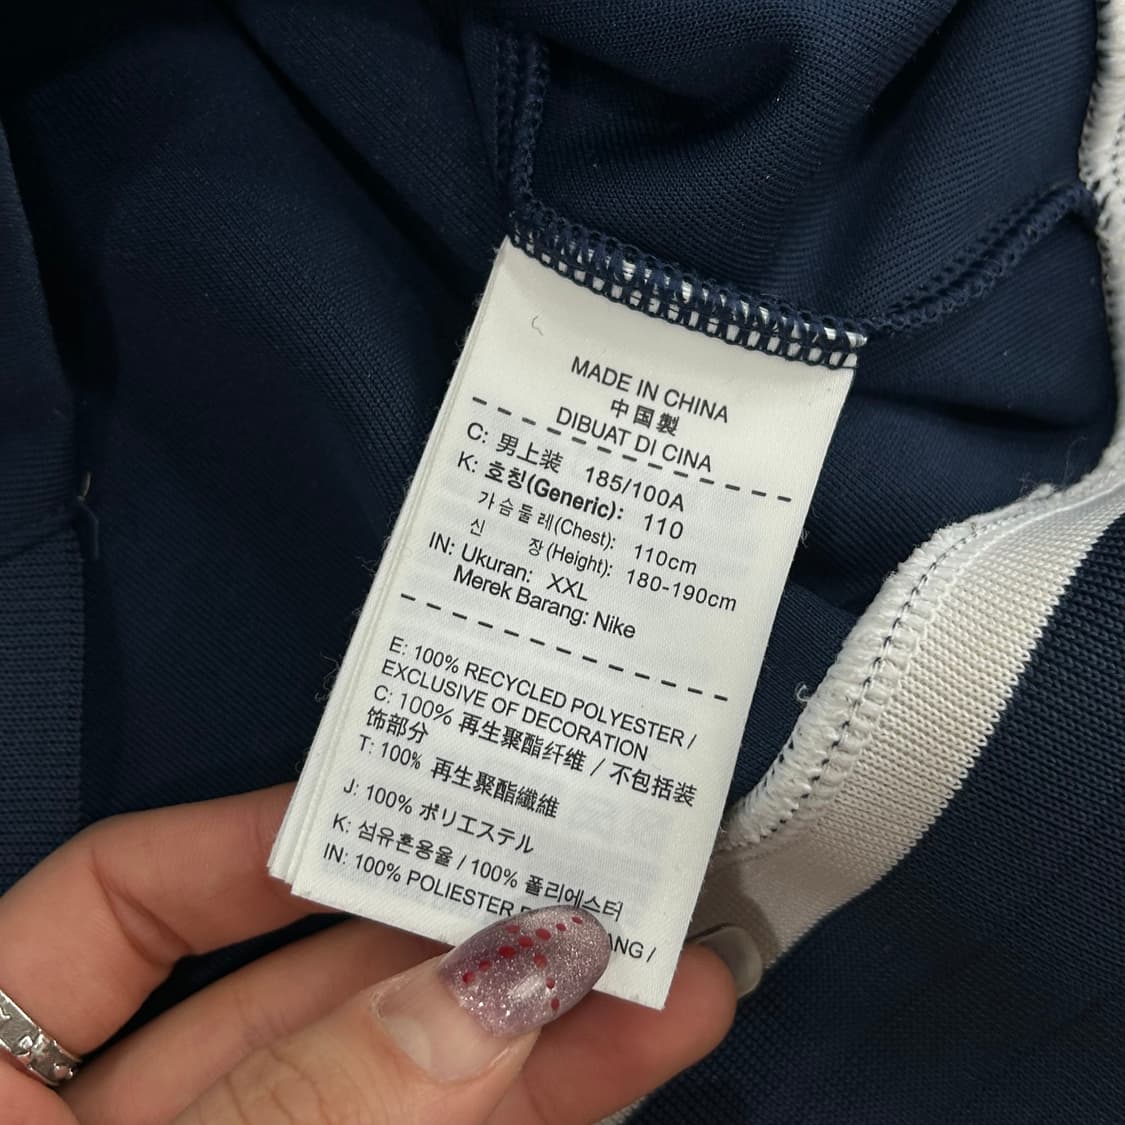 MADE IN CHINA
中国製
DIBUAT DI CINA
C: 男上装 185/100A
K: 호칭(Generic): 110
가슴둘레(Chest): 110cm
신 장(Height): 180-190cm
IN: Ukuran: XXL
Merek Barang: Nike
E: 100% RECYCLED POLYESTER /
EXCLUSIVE OF DECORATION
C: 100% 再生聚酯纤维 / 不包括装
饰部分
T: 100% 再生聚酯纖維
J: 100% ポリエステル
K: 섬유혼용율 / 100% 폴리에스터
IN: 100% POLIESTER